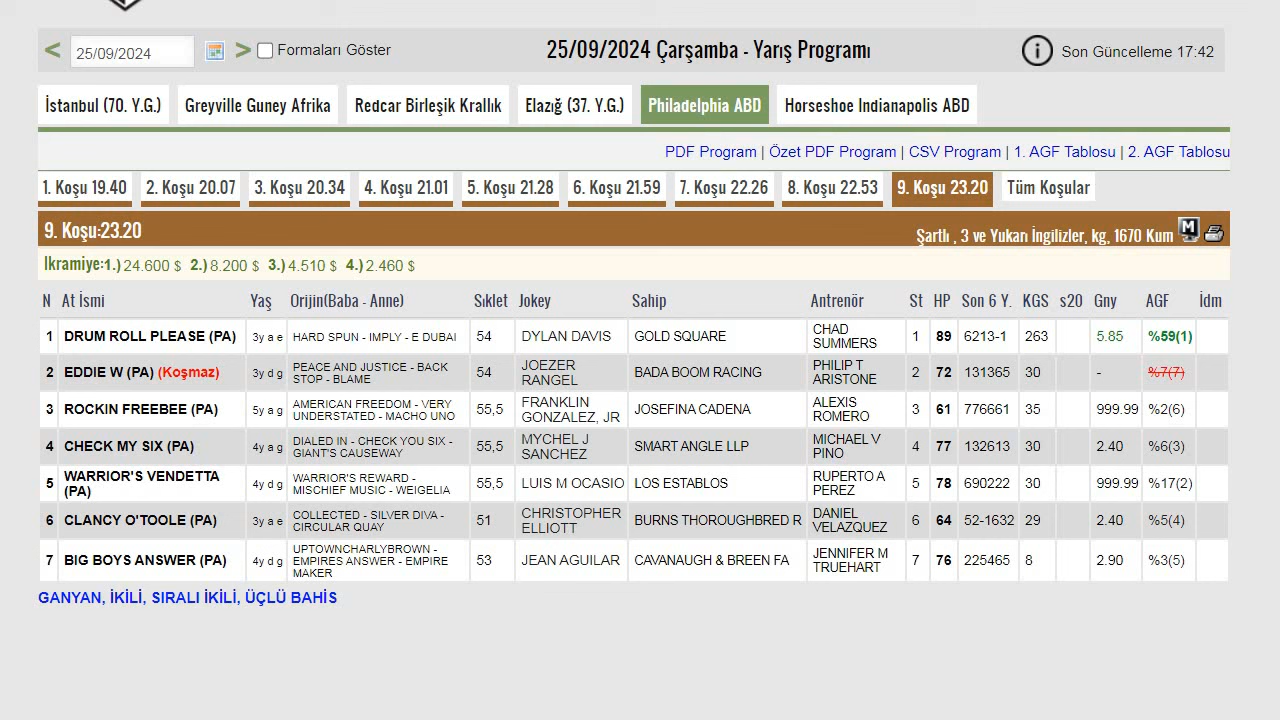 25/09/2024 Formaları Göster 25/09/2024 Çarşamba - Yarış Programı Son Güncelleme 17:42
İstanbul (70. Y.G.) Greyville Guney Afrika Redcar Birleşik Krallık Elazığ (37. Y.G.) Philadelphia ABD Horseshoe Indianapolis ABD
PDF Program | Özet PDF Program | CSV Program | 1. AGF Tablosu | 2. AGF Tablosu
1. Koşu 19.40 2. Koşu 20.07 3. Koşu 20.34 4. Koşu 21.01 5. Koşu 21.28 6. Koşu 21.59 7. Koşu 22.26 8. Koşu 22.53 9. Koşu 23.20 Tüm Koşular
9. Koşu:23.20 Şartlı , 3 ve Yukarı İngilizler, kg, 1670 Kum M
Ikramiye:1.) 24.600 $ 2.) 8.200 $ 3.) 4.510 $ 4.) 2.460 $
N At İsmi Yaş Orijin(Baba - Anne) Sıklet Jokey Sahip Antrenör St HP Son 6 Y. KGS s20 Gny AGF İdm
1 DRUM ROLL PLEASE (PA) 3y a e HARD SPUN - IMPLY - E DUBAI 54 DYLAN DAVIS GOLD SQUARE CHAD SUMMERS 1 89 6213-1 263 5.85 %59(1)
2 EDDIE W (PA) (Koşmaz) 3y d g PEACE AND JUSTICE - BACK STOP - BLAME 54 JOEZER RANGEL BADA BOOM RACING PHILIP T ARISTONE 2 72 131365 30 - %7(7)
3 ROCKIN FREEBEE (PA) 5y a g AMERICAN FREEDOM - VERY UNDERSTATED - MACHO UNO 55,5 FRANKLIN GONZALEZ, JR JOSEFINA CADENA ALEXIS ROMERO 3 61 776661 35 999.99 %2(6)
4 CHECK MY SIX (PA) 4y a g DIALED IN - CHECK YOU SIX - GIANT'S CAUSEWAY 55,5 MYCHEL J SANCHEZ SMART ANGLE LLP MICHAEL V PINO 4 77 132613 30 2.40 %6(3)
5 WARRIOR'S VENDETTA (PA) 4y d g WARRIOR'S REWARD - MISCHIEF MUSIC - WEIGELIA 55,5 LUIS M OCASIO LOS ESTABLOS RUPERTO A PEREZ 5 78 690222 30 999.99 %17(2)
6 CLANCY O'TOOLE (PA) 3y a e COLLECTED - SILVER DIVA - CIRCULAR QUAY 51 CHRISTOPHER ELLIOTT BURNS THOROUGHBRED R DANIEL VELAZQUEZ 6 64 52-1632 29 2.40 %5(4)
7 BIG BOYS ANSWER (PA) 4y d g UPTOWNCHARLYBROWN - EMPIRES ANSWER - EMPIRE MAKER 53 JEAN AGUILAR CAVANAUGH & BREEN FA JENNIFER M TRUEHART 7 76 225465 8 2.90 %3(5)
GANYAN, İKİLİ, SIRALI İKİLİ, ÜÇLÜ BAHİS